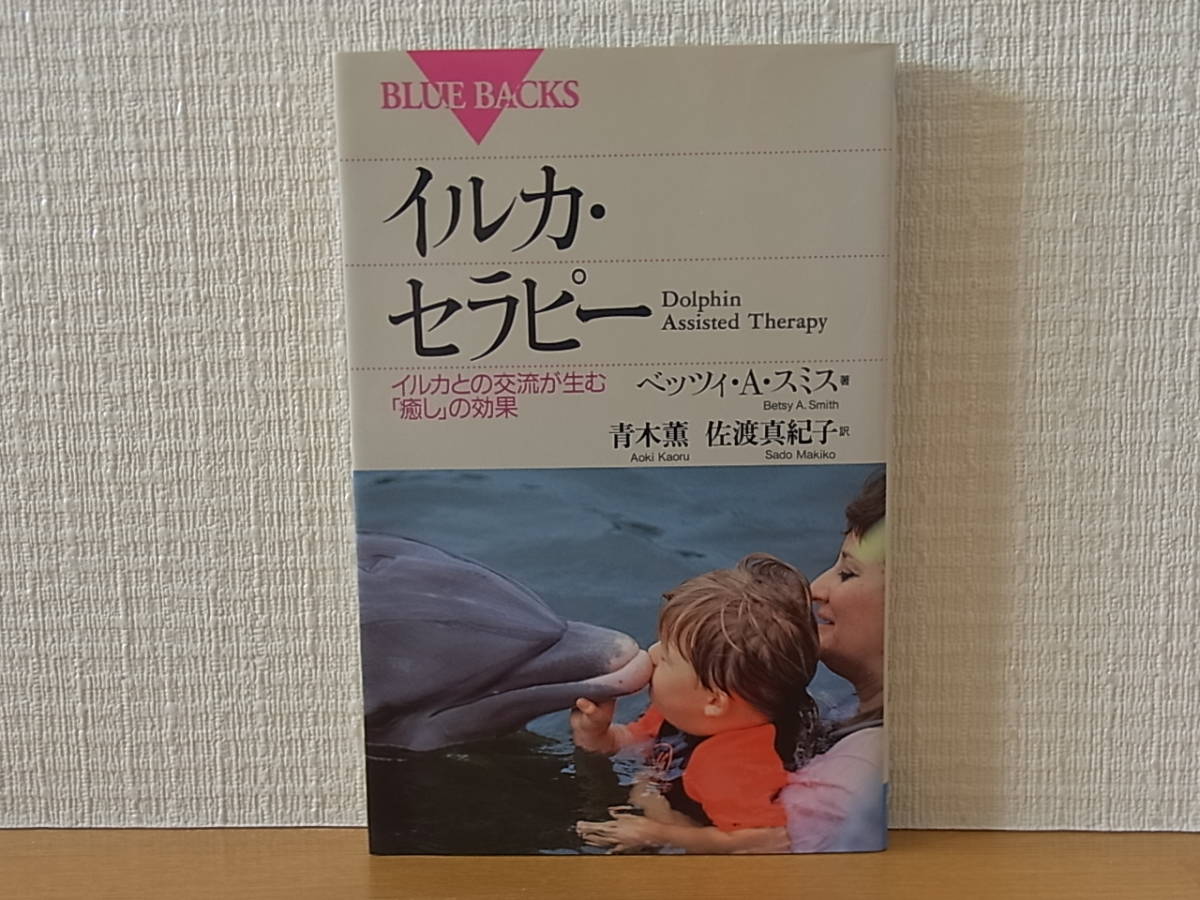 BLUE BACKS
イルカ・
セラピー
Dolphin
Assisted Therapy
イルカとの交流が生む
「癒し」の効果
ベッツィ・A・スミス 著
Betsy A. Smith
青木薫 佐渡真紀子 訳
Aoki Kaoru Sado Makiko